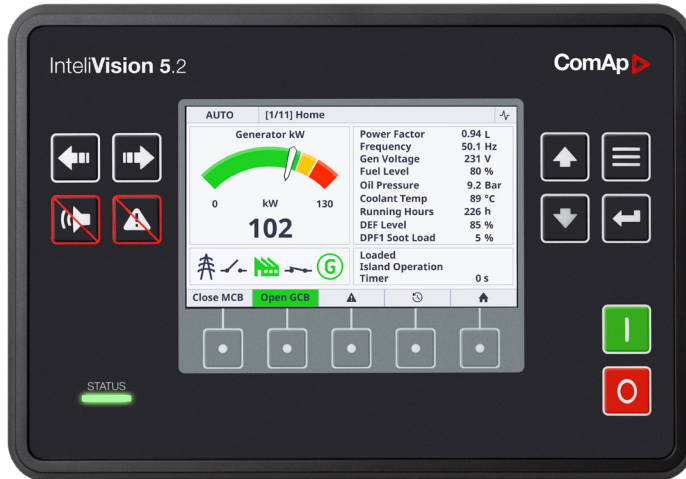 InteliVision 5.2
ComAp
AUTO [1/11] Home
Generator kW
0 kW 130
102
Power Factor 0.94 L
Frequency 50.1 Hz
Gen Voltage 231 V
Fuel Level 80 %
Oil Pressure 9.2 Bar
Coolant Temp 89 °C
Running Hours 226 h
DEF Level 85 %
DPF1 Soot Load 5 %
G
Loaded
Island Operation
Timer 0 s
Close MCB Open GCB
STATUS
I
O